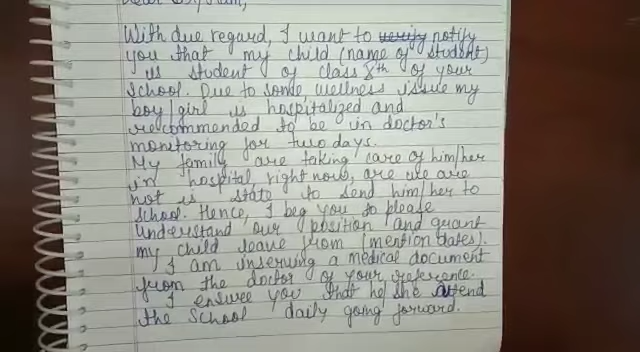 With due regard, I want to verify notify
you that my child (name of student)
is student of class 8th of your
school. Due to some wellness issue my
boy/girl is hospitalized and
recommended to be in doctor's
monitoring for two days.
My family are taking care of him/her
in hospital right now, are we are
not is stato to send him/her to
school. Hence, I beg you to please
understand our position and grant
my child leave from (mention dates).
I am inserving a medical document
from the doctor of your reference.
I ensure you that he/she attend
the School daily going forward.